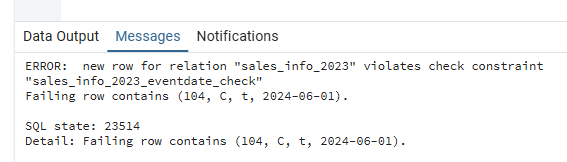 Data Output Messages Notifications
ERROR:  new row for relation "sales_info_2023" violates check constraint
"sales_info_2023_eventdate_check"
Failing row contains (104, C, t, 2024-06-01).
SQL state: 23514
Detail: Failing row contains (104, C, t, 2024-06-01).